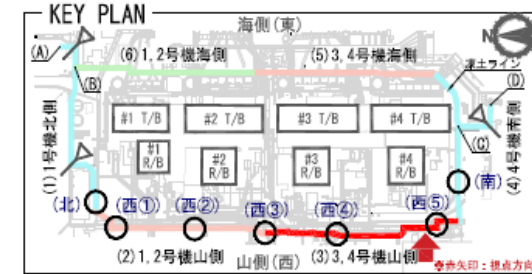 KEY PLAN
海側(東)
N
(A)
(B)
(6)1,2号機海側
(5)3,4号機海側
凍土ライン
(D)
(1)1号機北側
#1 T/B
#2 T/B
#3 T/B
#4 T/B
#1
R/B
#2
R/B
#3
R/B
#4
R/B
(C)
(4)4号機南側
(北)
(西①)
(西②)
(西③)
(西④)
(西⑤)
(南)
(2)1,2号機山側
山側(西)
(3)3,4号機山側
※赤矢印:視点方向